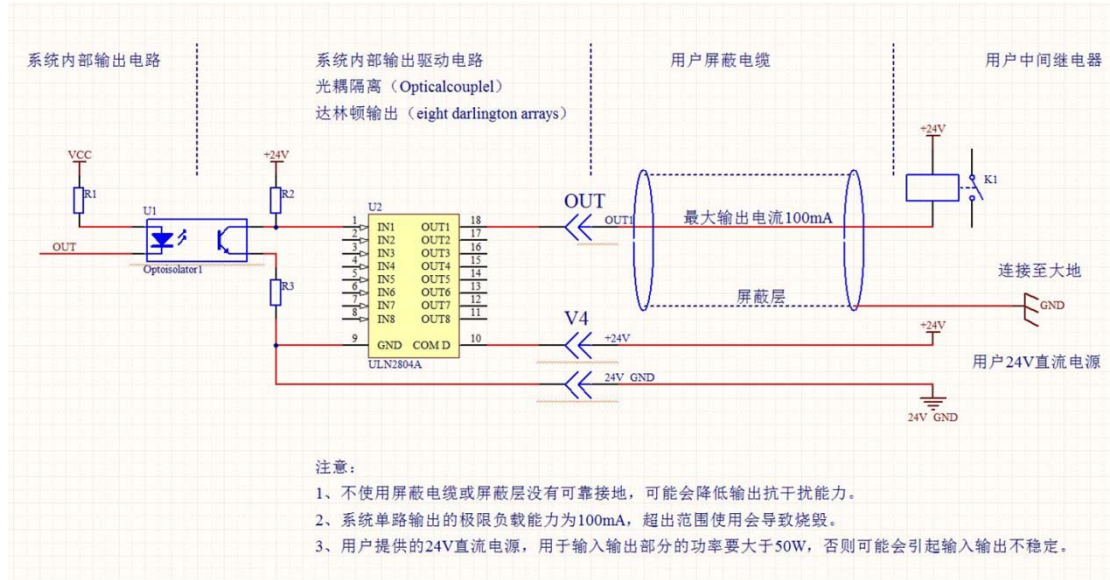 系统内部输出电路
系统内部输出驱动电路
光耦隔离（Opticalcouplel）
达林顿输出（eight darlington arrays）
用户屏蔽电缆
用户中间继电器
VCC
R1
U1
OUT
Optoisolator1
+24V
R2
R3
U2
1 IN1 OUT1 18
2 IN2 OUT2 17
3 IN3 OUT3 16
4 IN4 OUT4 15
5 IN5 OUT5 14
6 IN6 OUT6 13
7 IN7 OUT7 12
8 IN8 OUT8 11
9 GND COM D 10
ULN2804A
OUT
OUT1
最大输出电流100mA
屏蔽层
+24V
K1
连接至大地
GND
V4
+24V
+24V
用户24V直流电源
24V GND
24V GND
注意：
1、不使用屏蔽电缆或屏蔽层没有可靠接地，可能会降低输出抗干扰能力。
2、系统单路输出的极限负载能力为100mA，超出范围使用会导致烧毁。
3、用户提供的24V直流电源，用于输入输出部分的功率要大于50W，否则可能会引起输入输出不稳定。